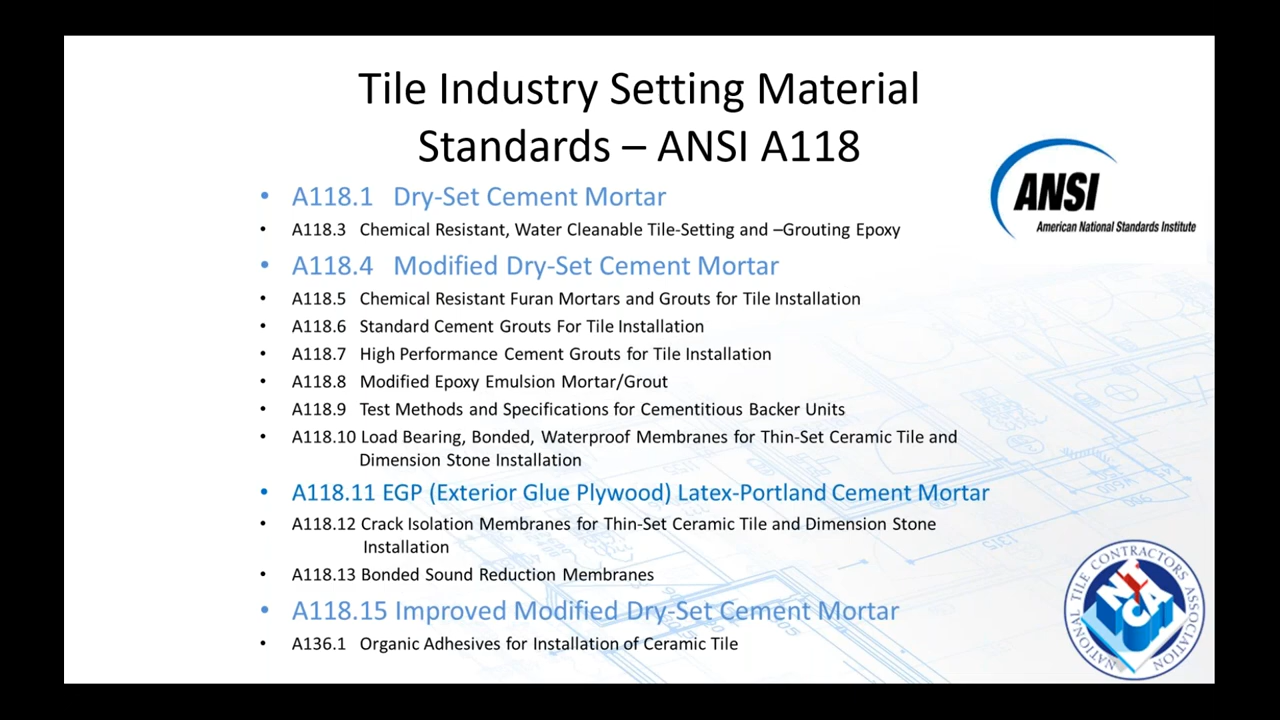 Tile Industry Setting Material
Standards – ANSI A118
ANSI
American National Standards Institute
• A118.1 Dry-Set Cement Mortar
• A118.3 Chemical Resistant, Water Cleanable Tile-Setting and –Grouting Epoxy
• A118.4 Modified Dry-Set Cement Mortar
• A118.5 Chemical Resistant Furan Mortars and Grouts for Tile Installation
• A118.6 Standard Cement Grouts For Tile Installation
• A118.7 High Performance Cement Grouts for Tile Installation
• A118.8 Modified Epoxy Emulsion Mortar/Grout
• A118.9 Test Methods and Specifications for Cementitious Backer Units
• A118.10 Load Bearing, Bonded, Waterproof Membranes for Thin-Set Ceramic Tile and
Dimension Stone Installation
• A118.11 EGP (Exterior Glue Plywood) Latex-Portland Cement Mortar
• A118.12 Crack Isolation Membranes for Thin-Set Ceramic Tile and Dimension Stone
Installation
• A118.13 Bonded Sound Reduction Membranes
• A118.15 Improved Modified Dry-Set Cement Mortar
• A136.1 Organic Adhesives for Installation of Ceramic Tile
NATIONAL TILE CONTRACTORS ASSOCIATION
NTCA